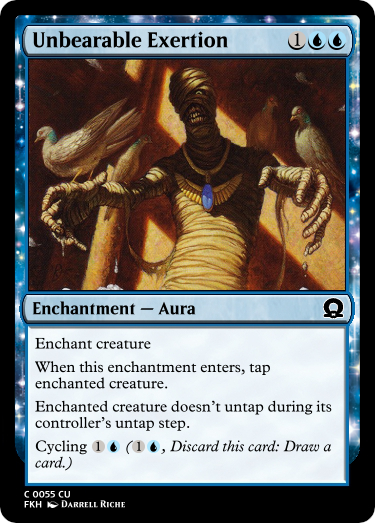 Unbearable Exertion 1
Enchantment — Aura
Enchant creature
When this enchantment enters, tap
enchanted creature.
Enchanted creature doesn't untap during its
controller's untap step.
Cycling 1 (1, Discard this card: Draw a
card.)
C 0055 CU
FKH Darrell Riche